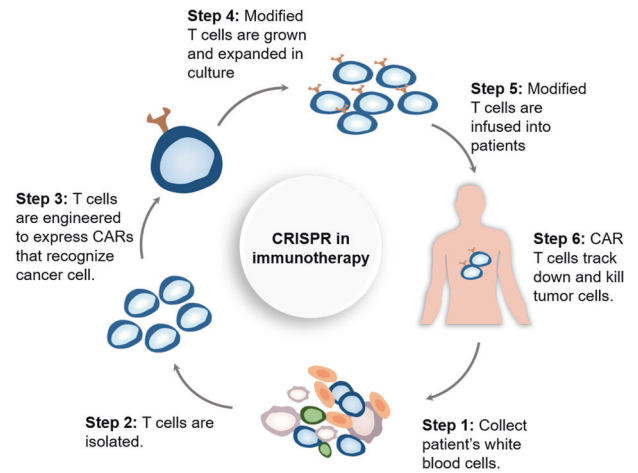 CRISPR in
immunotherapy
Step 1: Collect
patient's white
blood cells.
Step 2: T cells are
isolated.
Step 3: T cells
are engineered
to express CARs
that recognize
cancer cell.
Step 4: Modified
T cells are grown
and expanded in
culture
Step 5: Modified
T cells are
infused into
patients
Step 6: CAR
T cells track
down and kill
tumor cells.